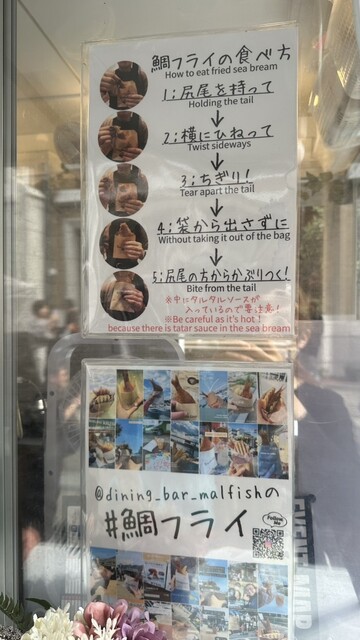 鯛フライの食べ方
How to eat fried sea bream
1;尻尾を持って
Holding the tail
2;横にひねって
Twist sideways
3;ちぎり!
Tear apart the tail
4;袋から出さずに
Without taking it out of the bag
5;尻尾の方からかぶりつく!
Bite from the tail
※中にタルタルソースが
入っているので要注意!
※Be careful as it's hot!
because there is tatar sauce in the sea bream
@dining_bar_malfishの
#鯛フライ
Follow Me